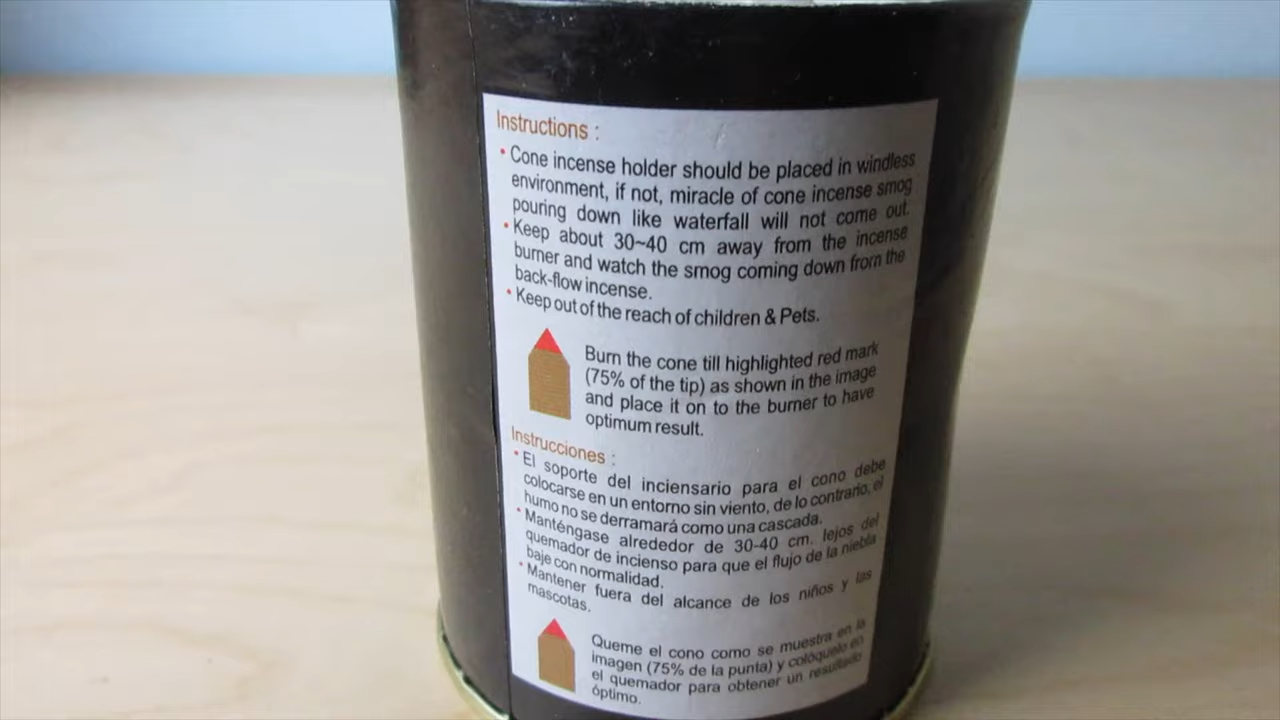 Instructions :
• Cone incense holder should be placed in windless
environment, if not, miracle of cone incense smog
pouring down like waterfall will not come out.
• Keep about 30~40 cm away from the incense
burner and watch the smog coming down from the
back-flow incense.
• Keep out of the reach of children & Pets.
Burn the cone till highlighted red mark
(75% of the tip) as shown in the image
and place it on to the burner to have
optimum result.
Instrucciones :
• El soporte del inciensario para el cono debe
colocarse en un entorno sin viento, de lo contrario, el
humo no se derramará como una cascada.
• Manténgase alrededor de 30-40 cm. lejos del
quemador de incienso para que el flujo de la niebla
baje con normalidad.
• Mantener fuera del alcance de los niños y las
mascotas.
Queme el cono como se muestra en la
imagen (75% de la punta) y colóquelo en
el quemador para obtener un resultado
óptimo.